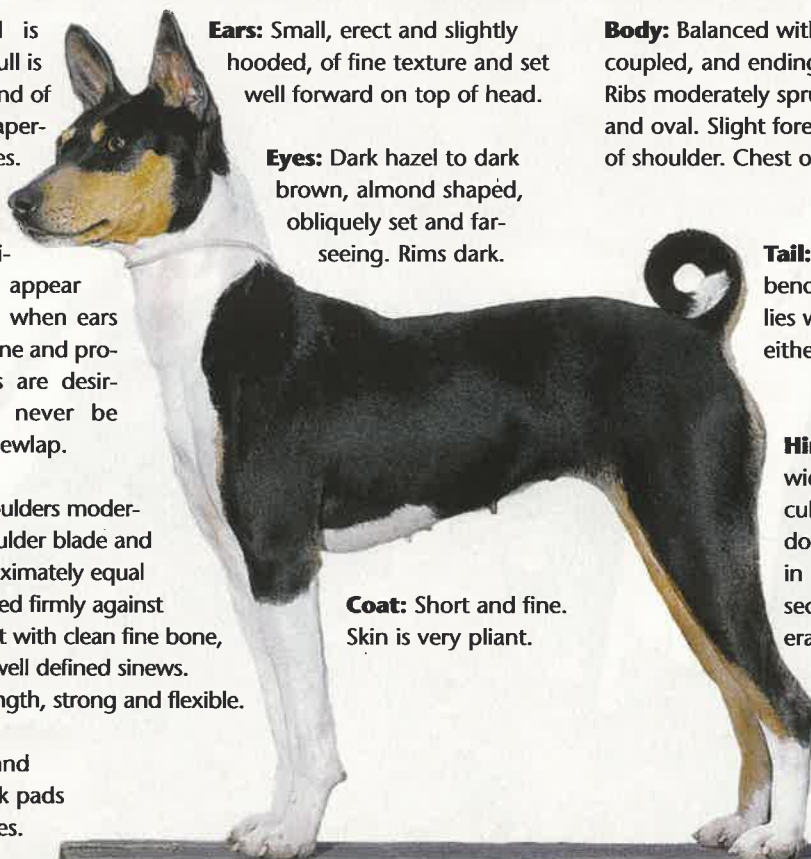 is
ull is
nd of
aper-
es.
i-
appear
when ears
ne and pro-
s are desir-
never be
ewlap.
ulders moder-
ulder blade and
ximately equal
ed firmly against
t with clean fine bone,
well defined sinews.
ngth, strong and flexible.
and
k pads
es.
Ears: Small, erect and slightly
hooded, of fine texture and set
well forward on top of head.
Eyes: Dark hazel to dark
brown, almond shaped,
obliquely set and far-
seeing. Rims dark.
Coat: Short and fine.
Skin is very pliant.
Body: Balanced with
coupled, and ending
Ribs moderately spru
and oval. Slight fore
of shoulder. Chest o
Tail:
benc
lies v
eithe
Hi
wi
cul
do
in
sec
era